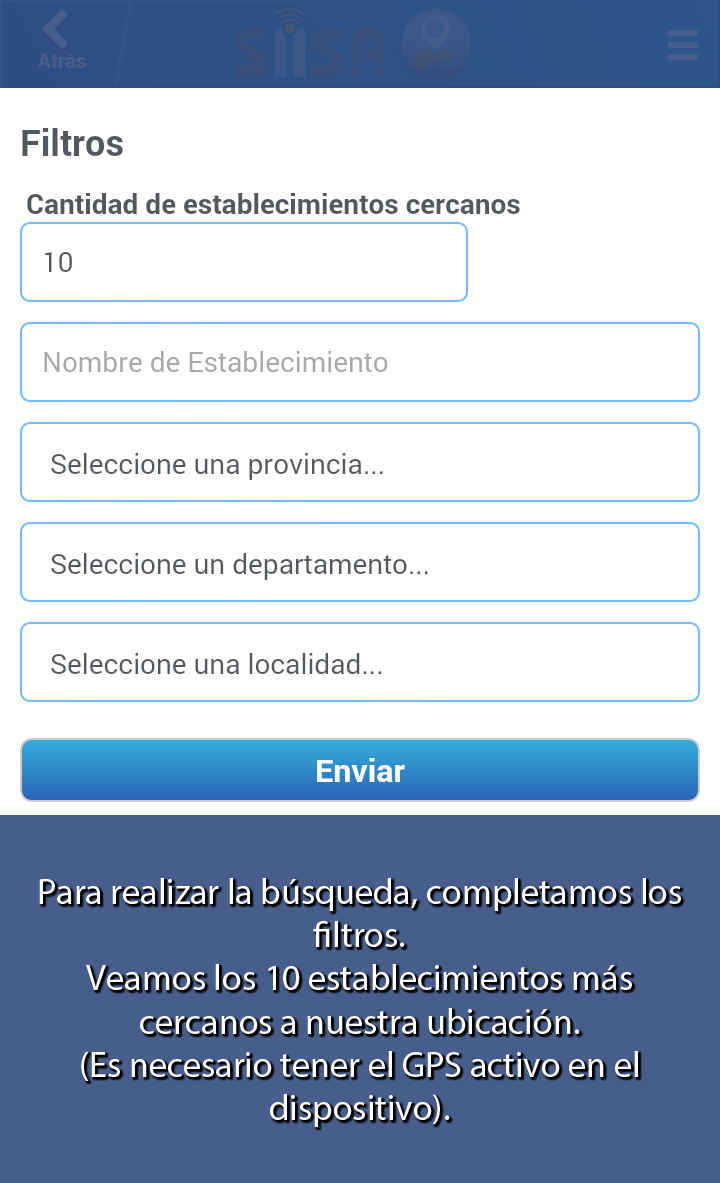 Atrás
SIISA
Filtros
Cantidad de establecimientos cercanos
10
Nombre de Establecimiento
Seleccione una provincia...
Seleccione un departamento...
Seleccione una localidad...
Enviar
Para realizar la búsqueda, completamos los
filtros.
Veamos los 10 establecimientos más
cercanos a nuestra ubicación.
(Es necesario tener el GPS activo en el
dispositivo).